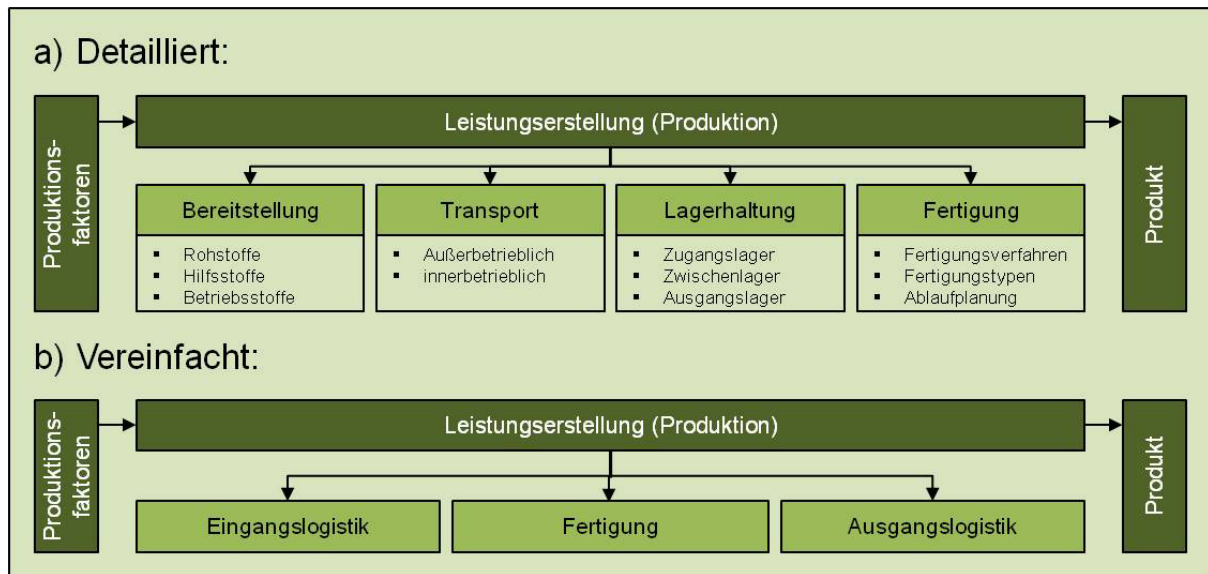 a) Detailliert:
Produktions-
faktoren
Leistungserstellung (Produktion)
Produkt
Bereitstellung
▪ Rohstoffe
▪ Hilfsstoffe
▪ Betriebsstoffe
Transport
▪ Außerbetrieblich
▪ innerbetrieblich
Lagerhaltung
▪ Zugangslager
▪ Zwischenlager
▪ Ausgangslager
Fertigung
▪ Fertigungsverfahren
▪ Fertigungstypen
▪ Ablaufplanung
b) Vereinfacht:
Produktions-
faktoren
Leistungserstellung (Produktion)
Produkt
Eingangslogistik
Fertigung
Ausgangslogistik